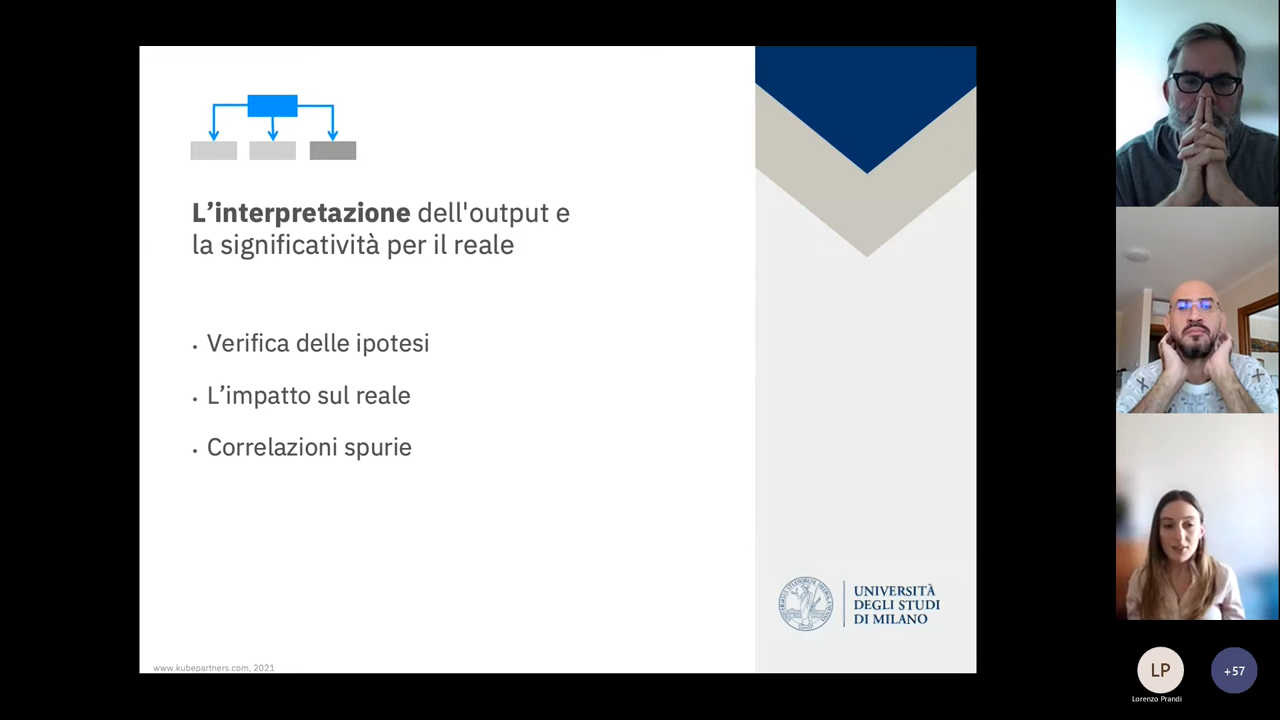 L’interpretazione dell'output e
la significatività per il reale
• Verifica delle ipotesi
• L’impatto sul reale
• Correlazioni spurie
UNIVERSITÀ
DEGLI STUDI
DI MILANO
www.kubepartners.com, 2021
LP
+57
Lorenzo Prandi